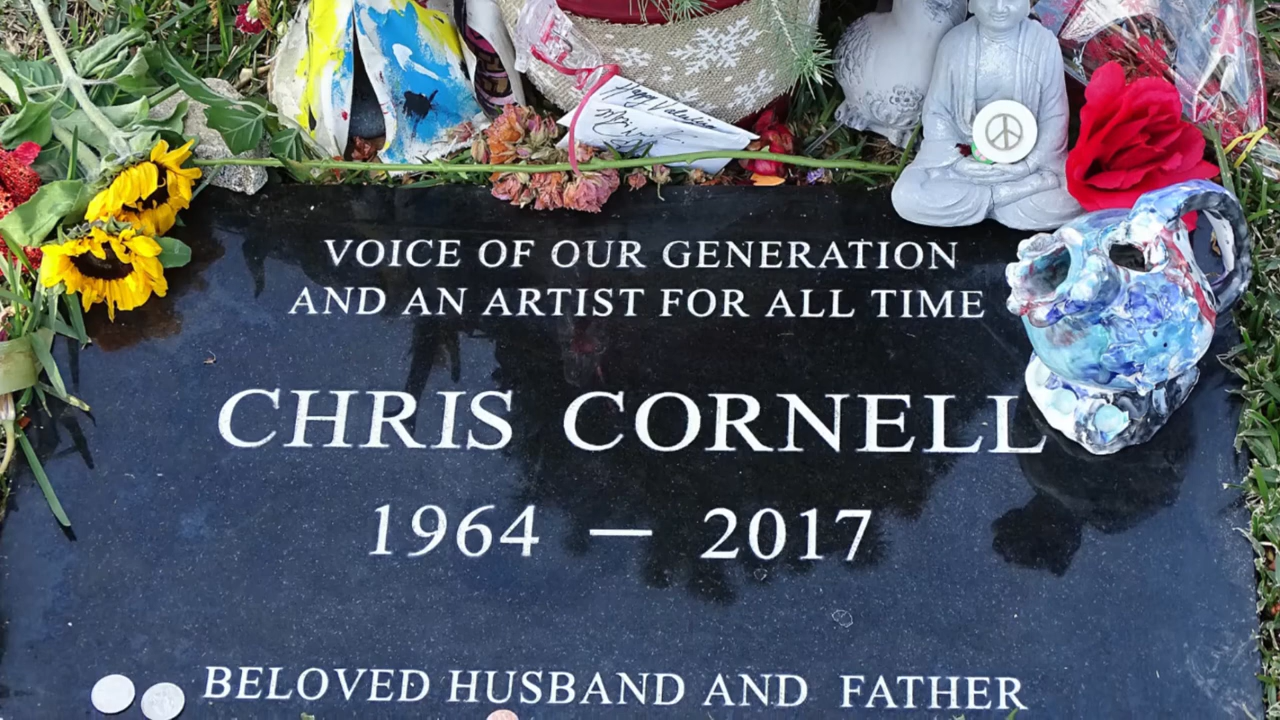 VOICE OF OUR GENERATION
AND AN ARTIST FOR ALL TIME
CHRIS CORNELL
1964 — 2017
BELOVED HUSBAND AND FATHER